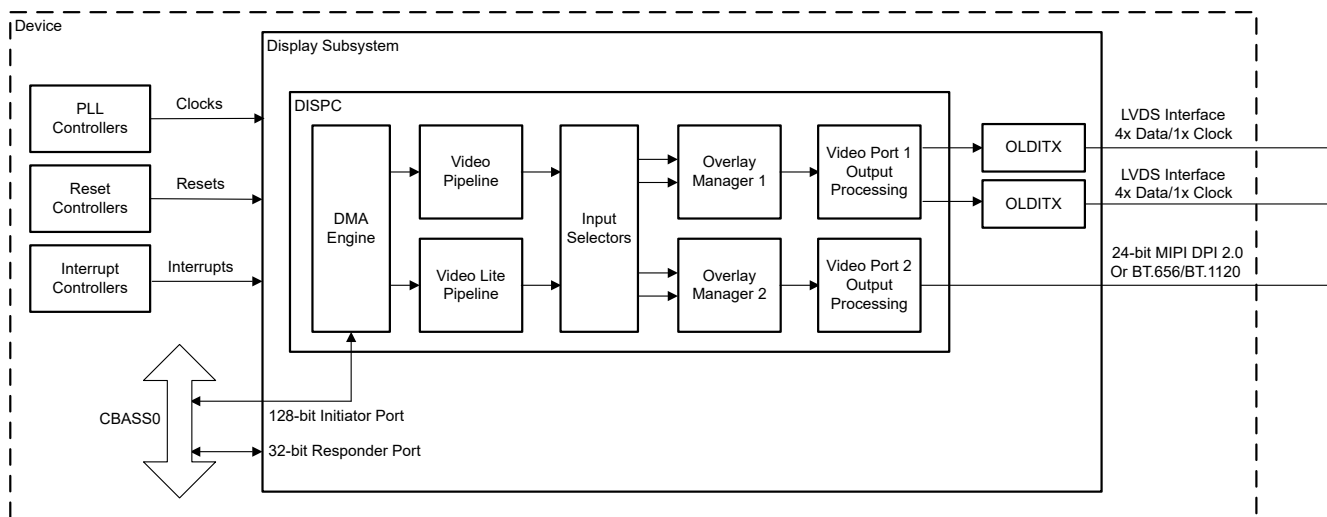 Device
Display Subsystem
PLL
Controllers
Clocks
Reset
Controllers
Resets
Interrupt
Controllers
Interrupts
DISPC
DMA
Engine
Video
Pipeline
Video Lite
Pipeline
Input
Selectors
Overlay
Manager 1
Overlay
Manager 2
Video Port 1
Output
Processing
Video Port 2
Output
Processing
OLDITX
OLDITX
LVDS Interface
4x Data/1x Clock
LVDS Interface
4x Data/1x Clock
24-bit MIPI DPI 2.0
Or BT.656/BT.1120
CBASS0
128-bit Initiator Port
32-bit Responder Port